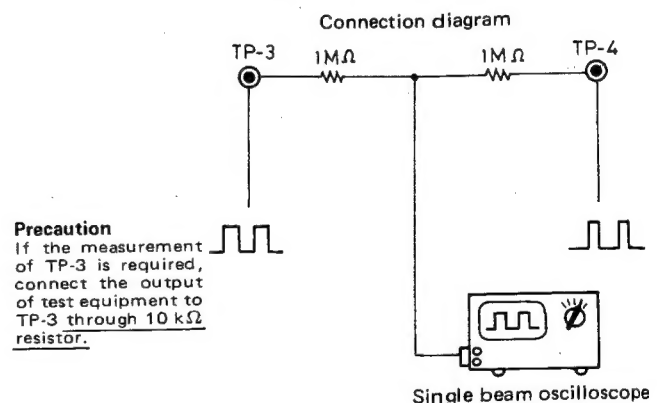 Connection diagram
TP-3
1MΩ
1MΩ
TP-4
Precaution
If the measurement
of TP-3 is required,
connect the output
of test equipment to
TP-3 through 10 kΩ
resistor.
Single beam oscilloscope